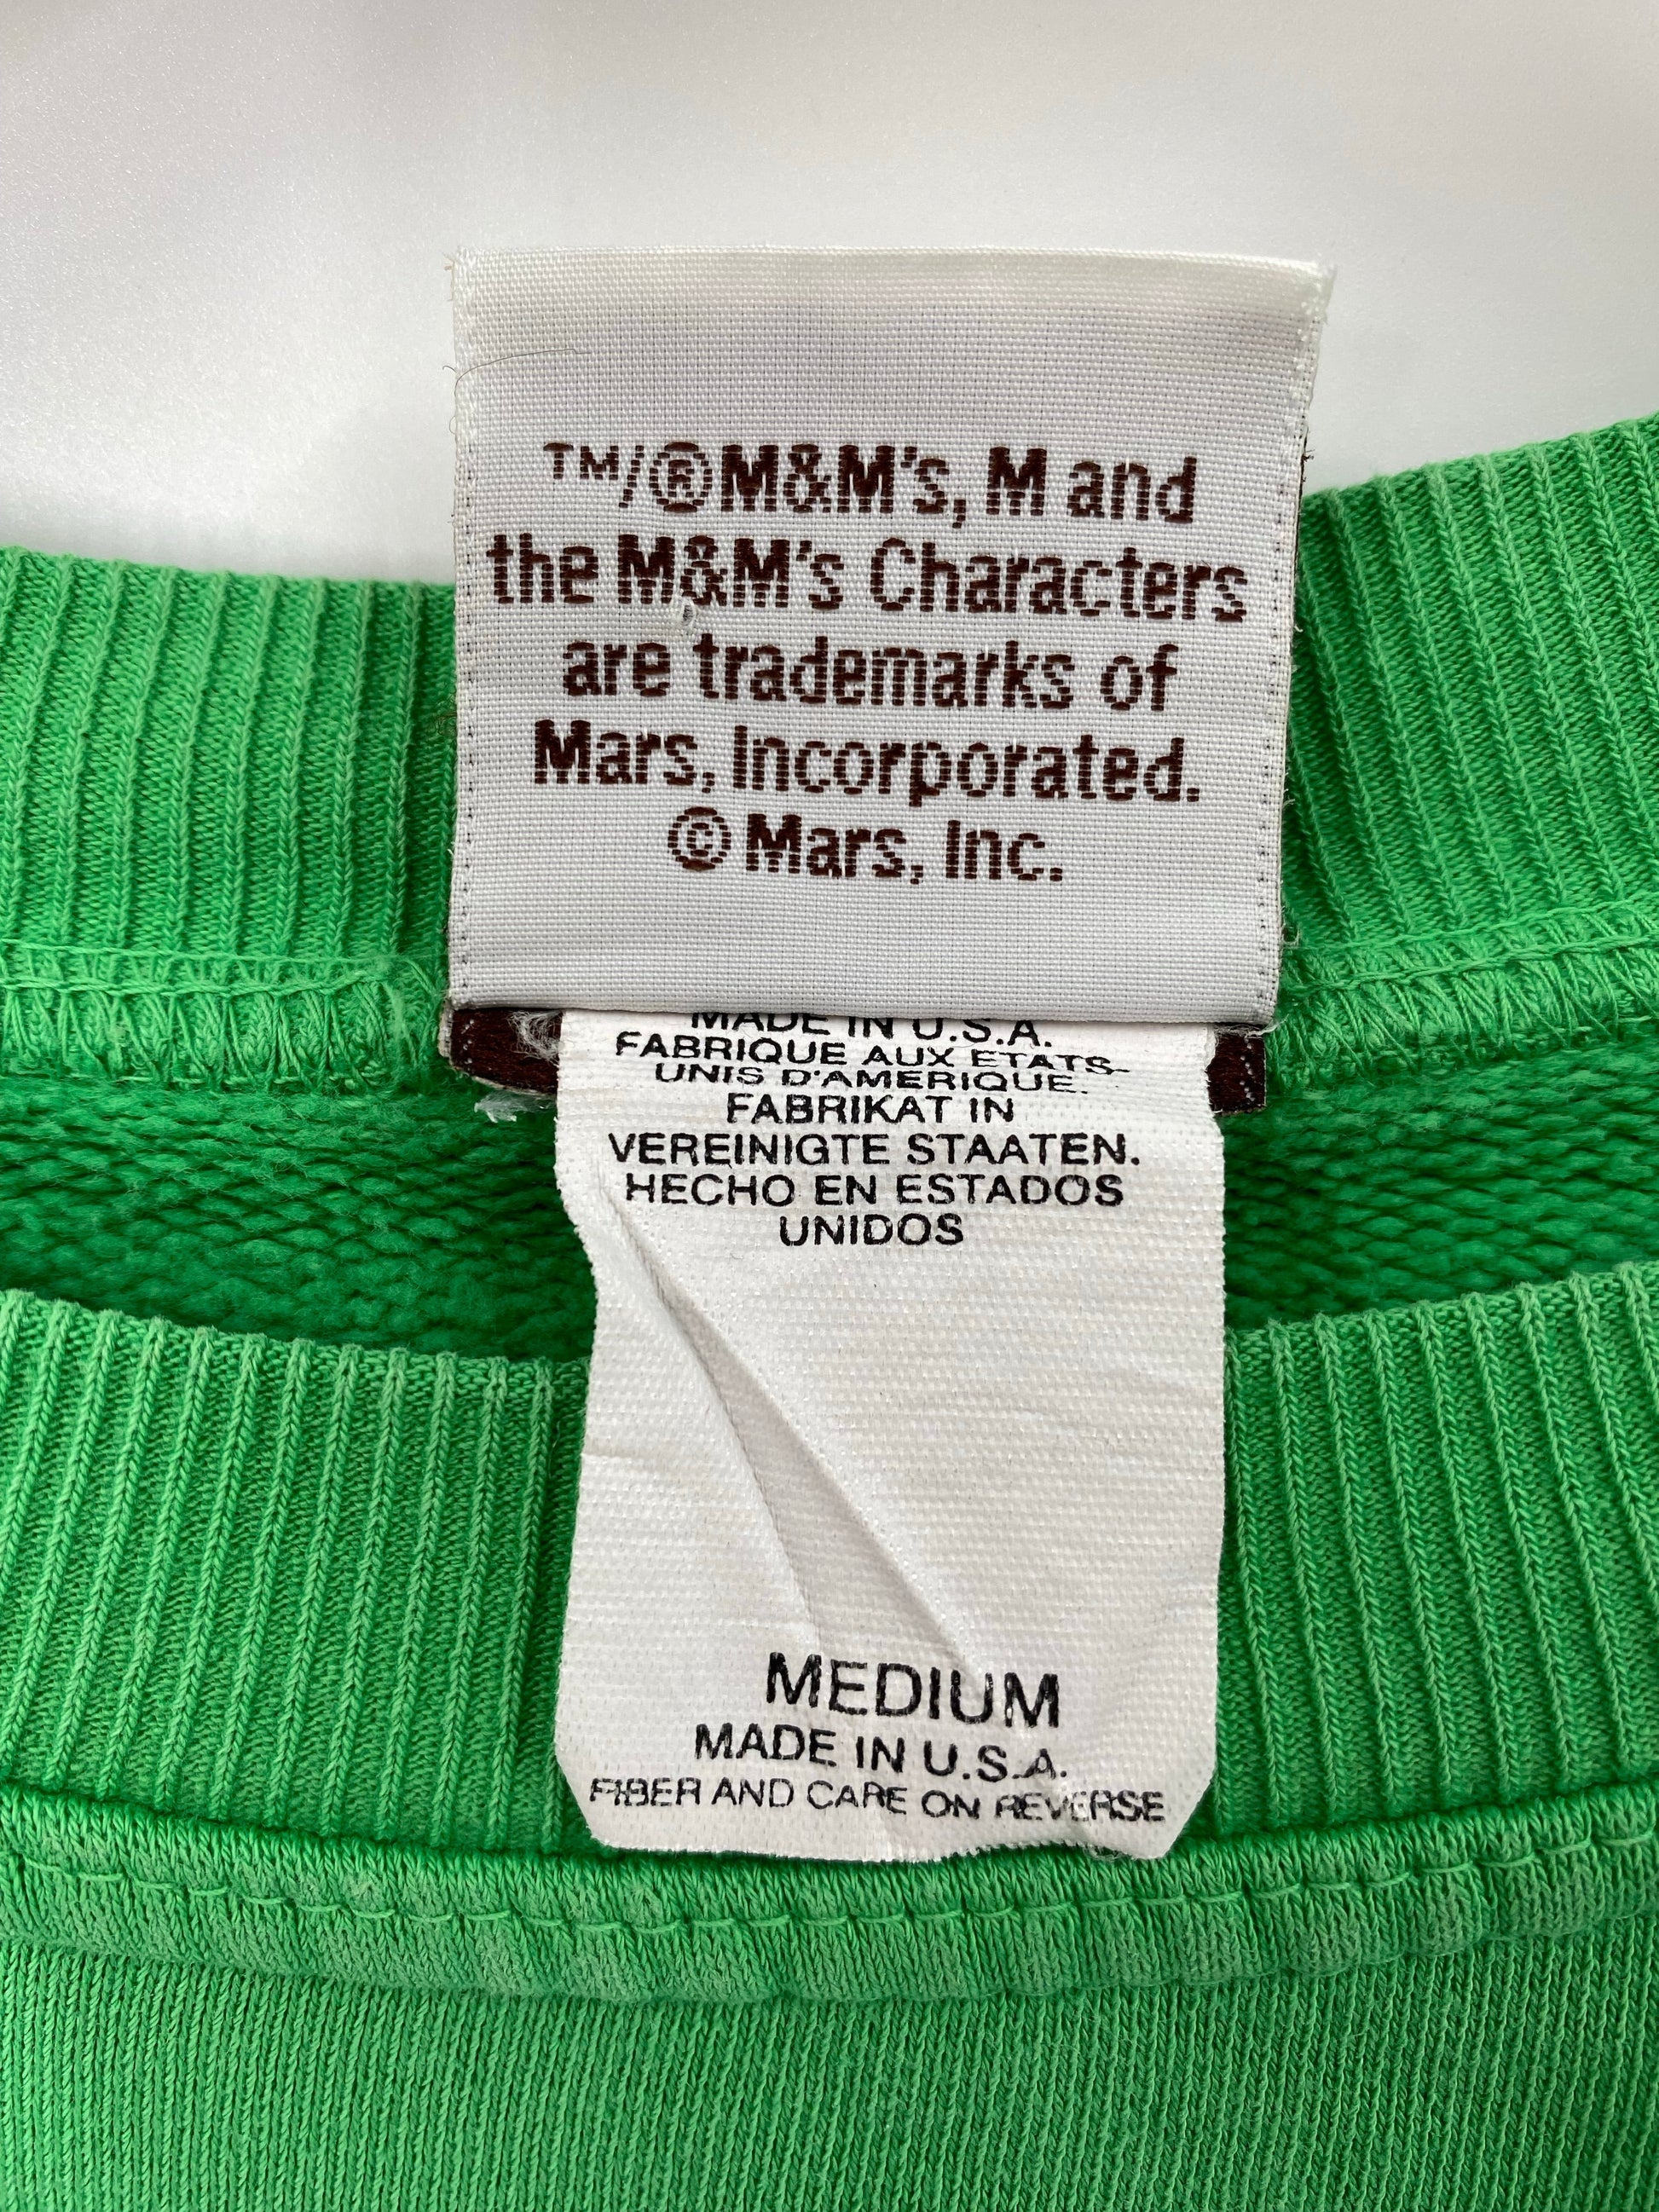 ™/®M&M's, M and
the M&M's Characters
are trademarks of
Mars, Incorporated.
© Mars, Inc.
MADE IN U.S.A.
FABRIQUE AUX ETATS-
UNIS D'AMERIQUE.
FABRIKAT IN
VEREINIGTE STAATEN.
HECHO EN ESTADOS
UNIDOS
MEDIUM
MADE IN U.S.A.
FIBER AND CARE ON REVERSE